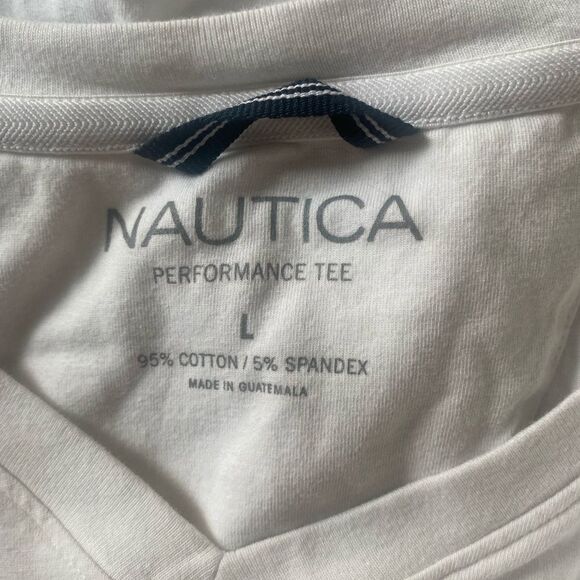 NAUTICA
PERFORMANCE TEE
L
95% COTTON / 5% SPANDEX
MADE IN GUATEMALA